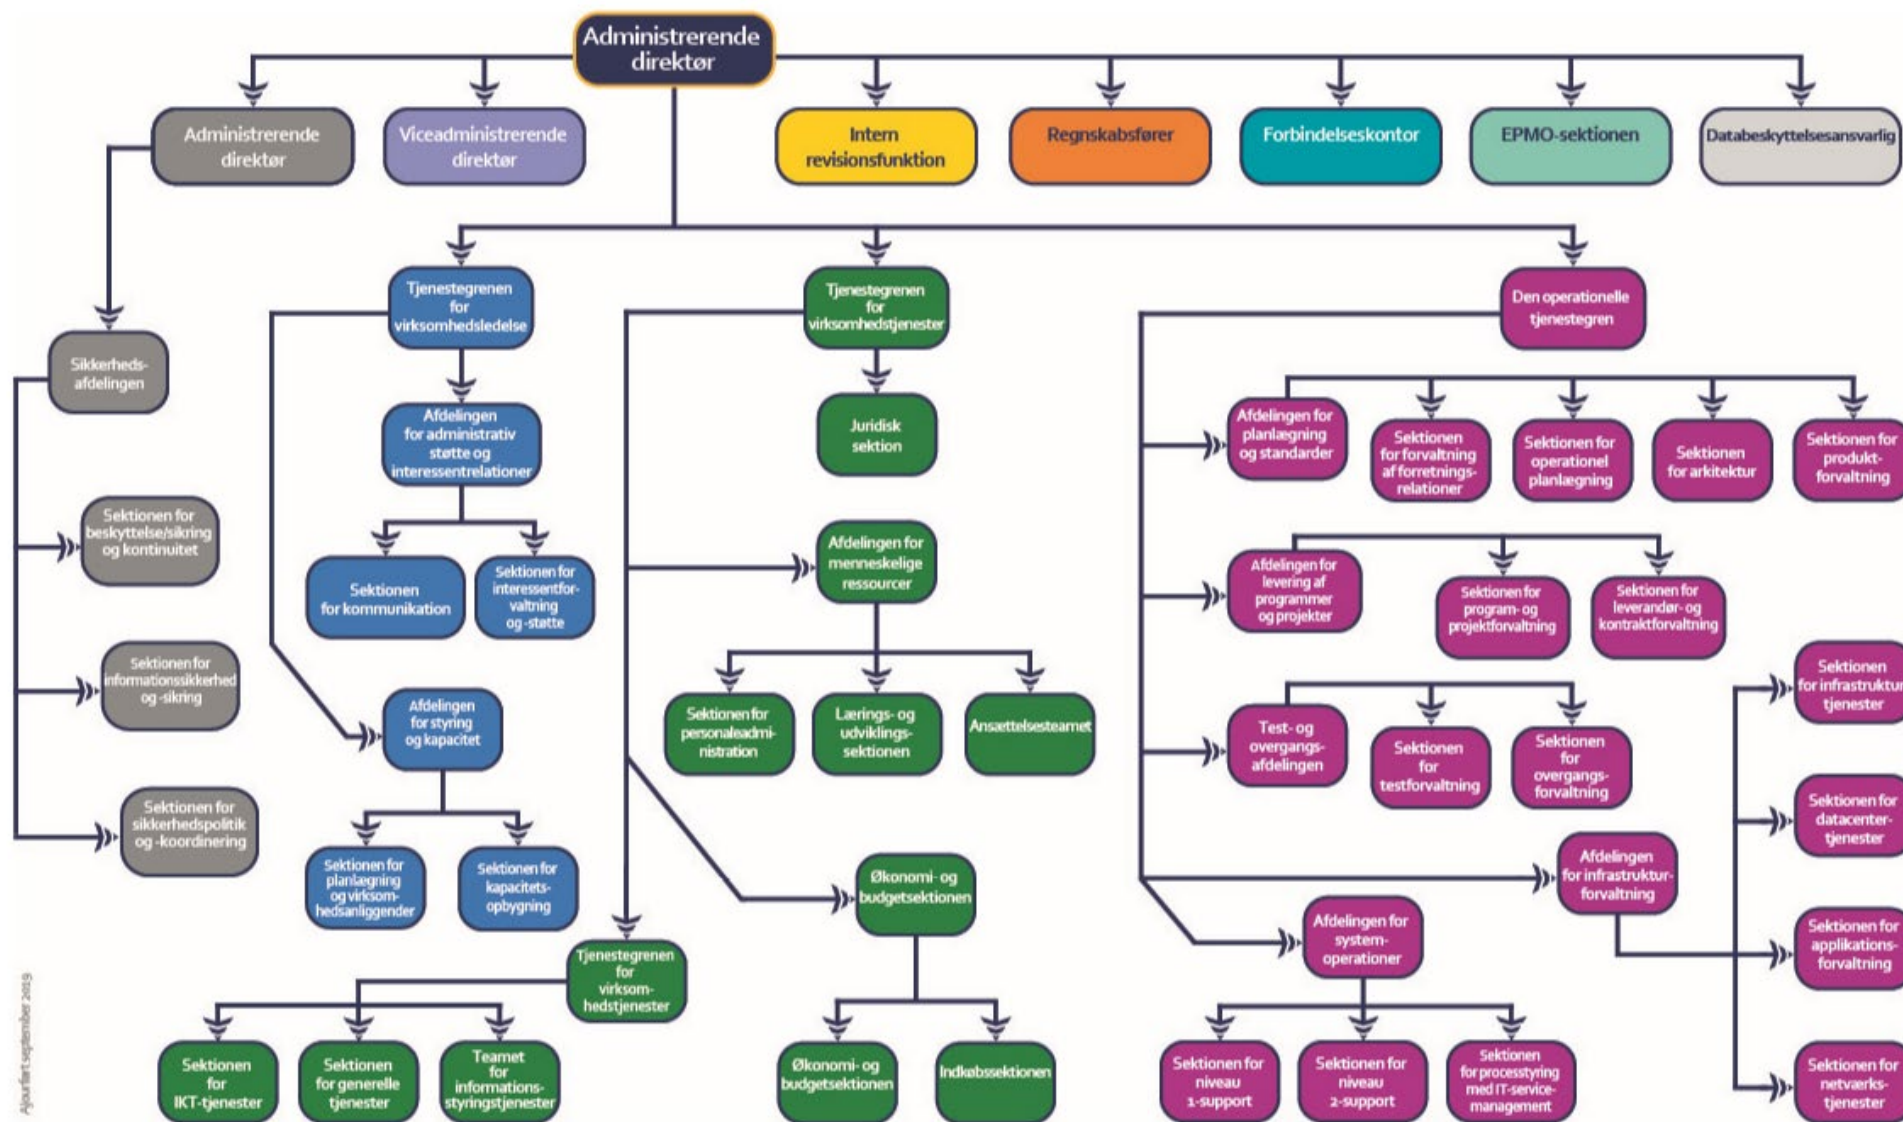 Administrerende
direktør
Administrerende
direktør
Viceadministrerende
direktør
Intern
revisionsfunktion
Regnskabsfører
Forbindelseskontor
EPMO-sektionen
Databeskyttelsesansvarlig
Tjenestegrenen
for
virksomhedsledelse
Tjenestegrenen
for
virksomhedstjenester
Den operationelle
tjenestegren
Sikkerheds-
afdelingen
Sektionen for
beskyttelse/sikring
og kontinuitet
Sektionen for
informationssikkerhed
og -sikring
Sektionen for
sikkerhedspolitik
og -koordinering
Afdelingen
for administrativ
støtte og
interessentrelationer
Sektionen
for kommunikation
Sektionen for
interessentfor-
valtning
og -støtte
Afdelingen
for styring
og kapacitet
Sektionen for
planlægning
og virksom-
hedsanliggender
Sektionen for
kapacitets-
opbygning
Juridisk
sektion
Afdelingen for
menneskelige
ressourcer
Sektionen for
personaleadmi-
nistration
Lærings- og
udviklings-
sektionen
Ansættelsesteamet
Økonomi- og
budgetsektionen
Økonomi- og
budgetsektionen
Indkøbssektionen
Tjenestegrenen
for
virksom-
hedstjenester
Sektionen
for
IKT-tjenester
Sektionen
for generelle
tjenester
Teamet
for
informations-
styringstjenester
Afdelingen for
planlægning
og standarder
Sektionen
for forvaltning
af forretnings-
relationer
Sektionen for
operationel
planlægning
Sektionen
for arkitektur
Sektionen for
produkt-
forvaltning
Afdelingen for
levering af
programmer
og projekter
Sektionen for
program- og
projektforvaltning
Sektionen for
leverandør- og
kontraktforvaltning
Test- og
overgangs-
afdelingen
Sektionen
for
testforvaltning
Sektionen
for
overgangs-
forvaltning
Afdelingen
for infrastruktur-
forvaltning
Sektionen
for infrastruktur
tjenester
Sektionen for
datacenter-
tjenester
Sektionen for
applikations-
forvaltning
Sektionen for
netværks-
tjenester
Afdelingen for
system-
operationer
Sektionen for
niveau
1-support
Sektionen for
niveau
2-support
Sektionen
for processtyring
med IT-service-
management
Ajourført september 2019